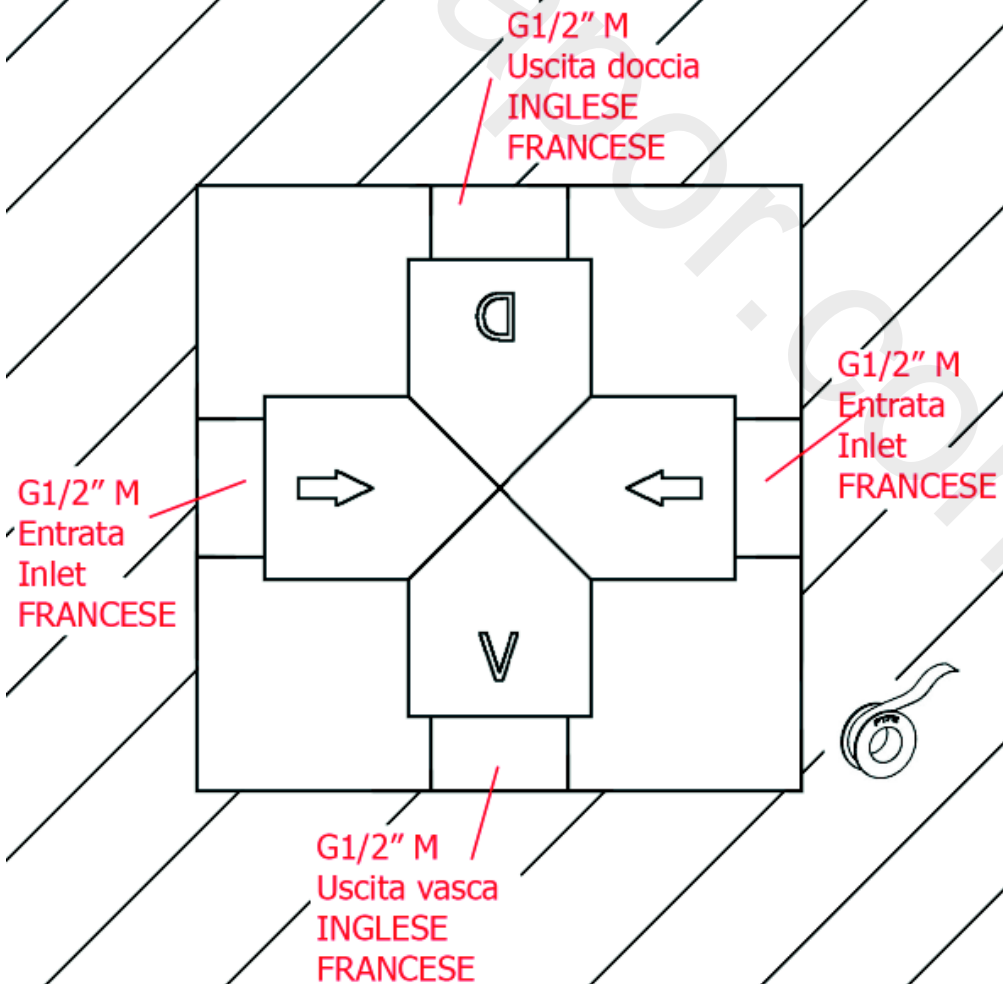 G1/2" M
Uscita doccia
INGLESE
FRANCESE
D
G1/2" M
Entrata
Inlet
FRANCESE
G1/2" M
Entrata
Inlet
FRANCESE
V
PTFE
G1/2" M
Uscita vasca
INGLESE
FRANCESE